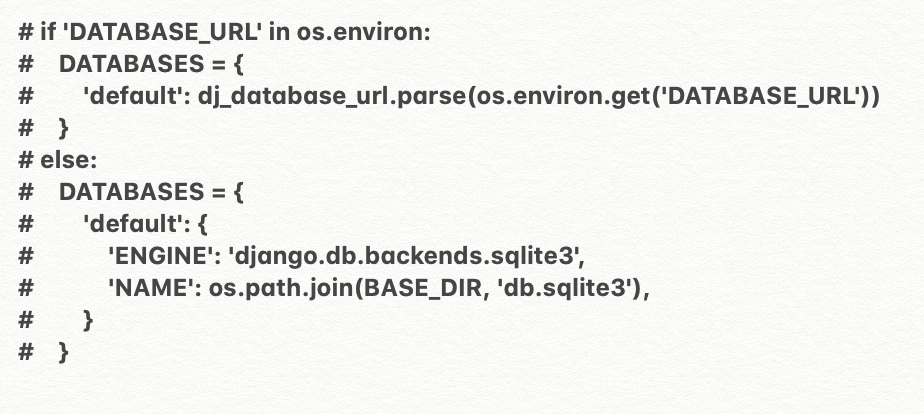 # if 'DATABASE_URL' in os.environ:
#    DATABASES = {
#        'default': dj_database_url.parse(os.environ.get('DATABASE_URL'))
#    }
# else:
#    DATABASES = {
#        'default': {
#            'ENGINE': 'django.db.backends.sqlite3',
#            'NAME': os.path.join(BASE_DIR, 'db.sqlite3'),
#        }
#    }